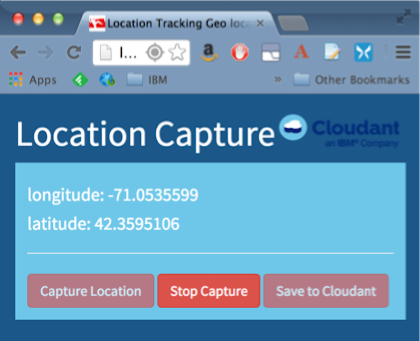 Location Tracking Geo loca
l...
Apps
IBM
»
Other Bookmarks
Location Capture
Cloudant
an IBM® Company
longitude: -71.0535599
latitude: 42.3595106
Capture Location
Stop Capture
Save to Cloudant